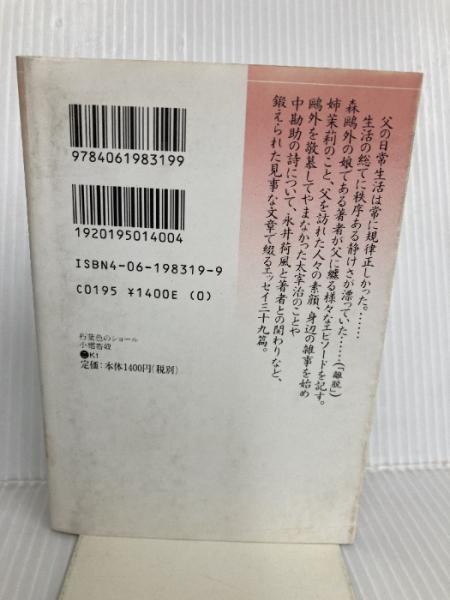 父の日常生活は常に規律正しかった。……
生活の総てに秩序ある静けさが漂っていた……(「離脱」)
森鷗外の娘である著者が父に纏る様々なエピソードを記す。
姉茉莉のこと、父を訪れた人々の素顔、身辺の雑事を始め
鷗外を敬慕してやまなかった太宰治のことや
中勘助の詩について、永井荷風と著者との関わりなど、
鍛えられた見事な文章で綴るエッセイ三十九篇。
9784061983199
1920195014004
ISBN4-06-198319-9
C0195 ¥1400E (0)
朽葉色のショール
小堀杏奴
K1
定価:本体1400円(税別)